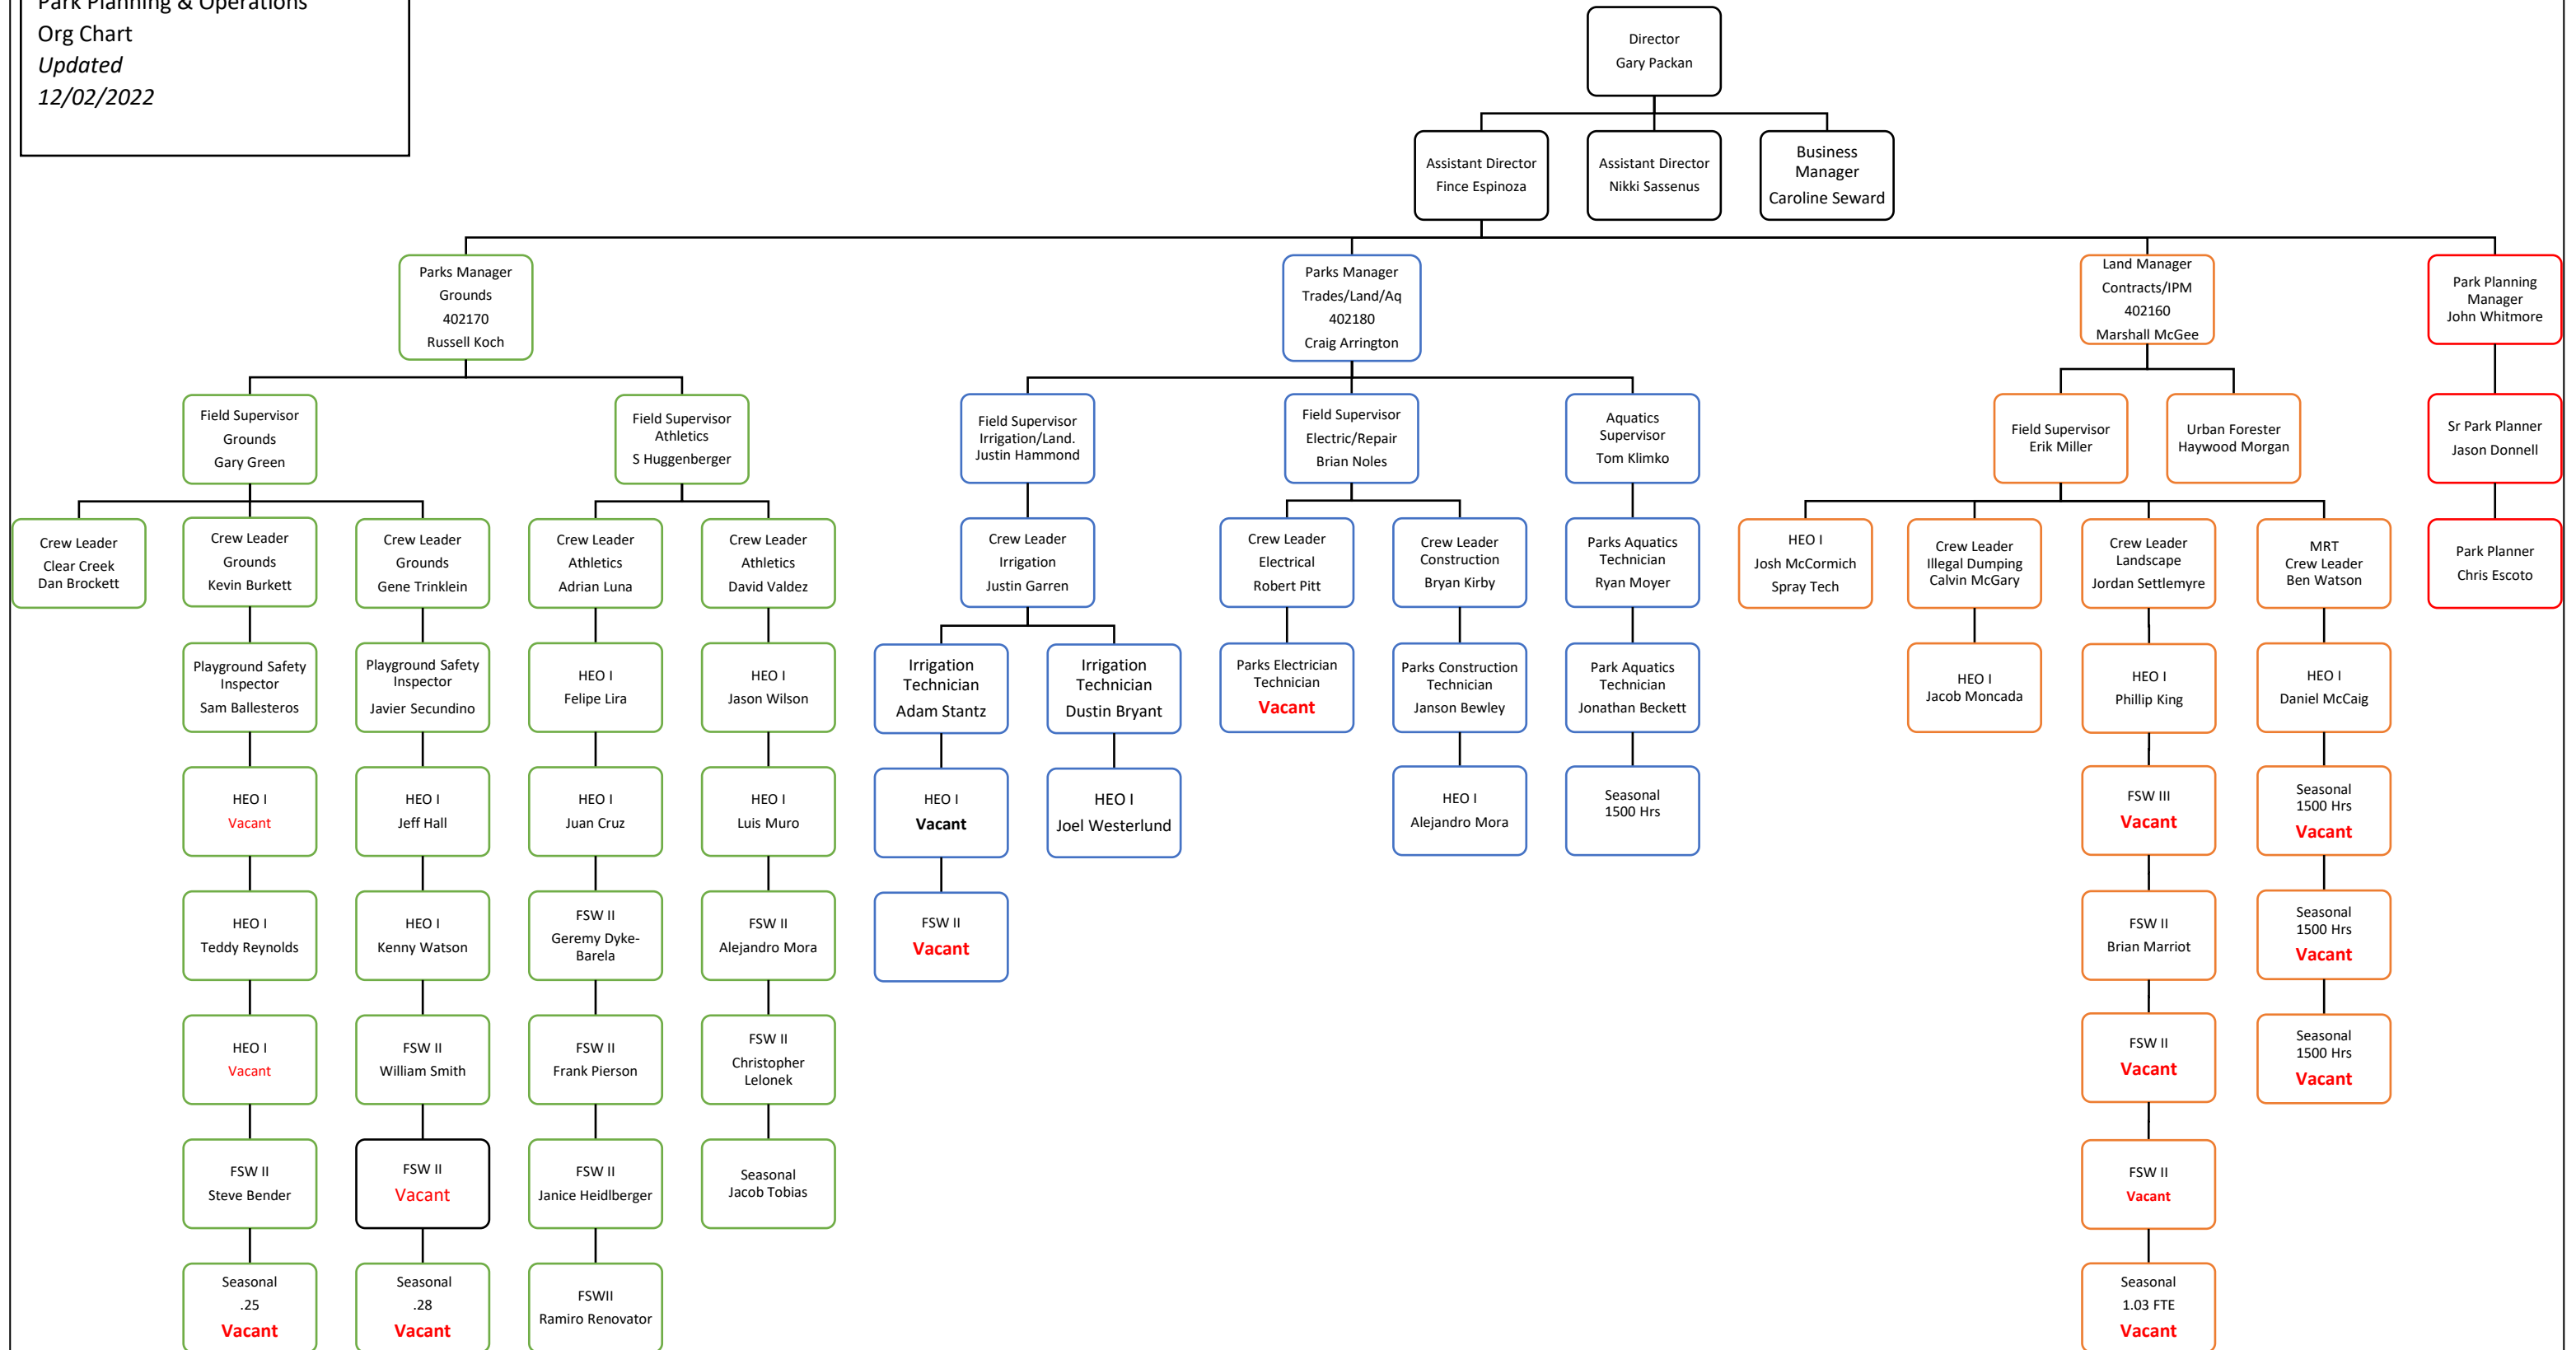 Park Planning & Operations
Org Chart
Updated
12/02/2022
Director
Gary Packan
Assistant Director
Fince Espinoza
Assistant Director
Nikki Sassenus
Business
Manager
Caroline Seward
Parks Manager
Grounds
402170
Russell Koch
Parks Manager
Trades/Land/Aq
402180
Craig Arrington
Land Manager
Contracts/IPM
402160
Marshall McGee
Park Planning
Manager
John Whitmore
Field Supervisor
Grounds
Gary Green
Field Supervisor
Athletics
S Huggenberger
Field Supervisor
Irrigation/Land.
Justin Hammond
Field Supervisor
Electric/Repair
Brian Noles
Aquatics
Supervisor
Tom Klimko
Field Supervisor
Erik Miller
Urban Forester
Haywood Morgan
Sr Park Planner
Jason Donnell
Crew Leader
Clear Creek
Dan Brockett
Crew Leader
Grounds
Kevin Burkett
Crew Leader
Grounds
Gene Trinklein
Crew Leader
Athletics
Adrian Luna
Crew Leader
Athletics
David Valdez
Crew Leader
Irrigation
Justin Garren
Crew Leader
Electrical
Robert Pitt
Crew Leader
Construction
Bryan Kirby
Parks Aquatics
Technician
Ryan Moyer
HEO I
Josh McCormich
Spray Tech
Crew Leader
Illegal Dumping
Calvin McGary
Crew Leader
Landscape
Jordan Settlemyre
MRT
Crew Leader
Ben Watson
Park Planner
Chris Escoto
Playground Safety
Inspector
Sam Ballesteros
Playground Safety
Inspector
Javier Secundino
HEO I
Felipe Lira
HEO I
Jason Wilson
Irrigation
Technician
Adam Stantz
Irrigation
Technician
Dustin Bryant
Parks Electrician
Technician
Vacant
Parks Construction
Technician
Janson Bewley
Park Aquatics
Technician
Jonathan Beckett
HEO I
Jacob Moncada
HEO I
Phillip King
HEO I
Daniel McCaig
HEO I
Vacant
HEO I
Jeff Hall
HEO I
Juan Cruz
HEO I
Luis Muro
HEO I
Vacant
HEO I
Joel Westerlund
HEO I
Alejandro Mora
Seasonal
1500 Hrs
FSW III
Vacant
Seasonal
1500 Hrs
Vacant
HEO I
Teddy Reynolds
HEO I
Kenny Watson
FSW II
Geremy Dyke-
Barela
FSW II
Alejandro Mora
FSW II
Vacant
FSW II
Brian Marriot
Seasonal
1500 Hrs
Vacant
HEO I
Vacant
FSW II
William Smith
FSW II
Frank Pierson
FSW II
Christopher
Lelonek
FSW II
Vacant
Seasonal
1500 Hrs
Vacant
FSW II
Steve Bender
FSW II
Vacant
FSW II
Janice Heidlberger
Seasonal
Jacob Tobias
FSW II
Vacant
Seasonal
.25
Vacant
Seasonal
.28
Vacant
FSWII
Ramiro Renovator
Seasonal
1.03 FTE
Vacant